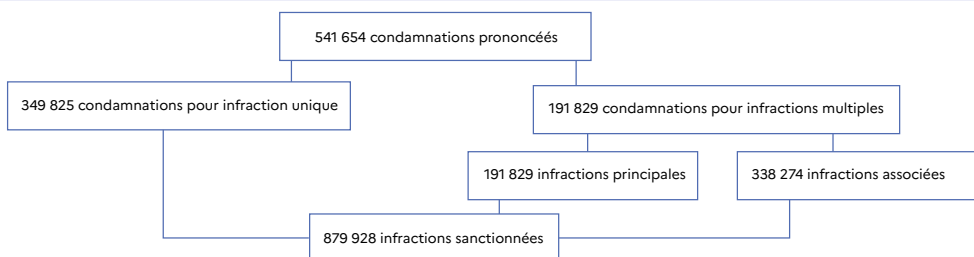 541 654 condamnations prononcéés
349 825 condamnations pour infraction unique
191 829 condamnations pour infractions multiples
191 829 infractions principales
338 274 infractions associées
879 928 infractions sanctionnées